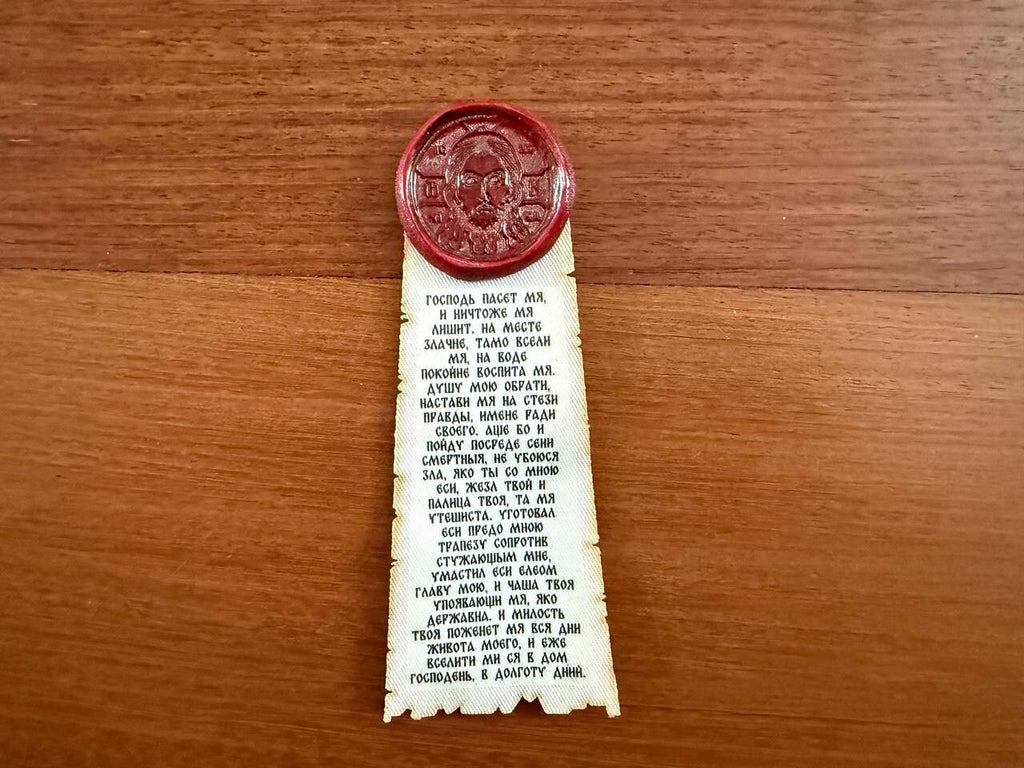 ГОСПОДЬ ПАСЕТ МЯ,
И НИЧТОЖЕ МЯ
ЛИШИТ. НА МЕСТЕ
ЗЛАЧНЕ, ТАМО ВСЕЛИ
МЯ, НА ВОДЕ
ПОКОЙНЕ ВОСПИТА МЯ.
ДУШУ МОЮ ОБРАТИ,
НАСТАВИ МЯ НА СТЕЗИ
ПРАВДЫ, ИМЕНЕ РАДИ
СВОЕГО. АЩЕ БО И
ПОЙДУ ПОСРЕДЕ СЕНИ
СМЕРТНЫЯ, НЕ УБОЮСЯ
ЗЛА, ЯКО ТЫ СО МНОЮ
ЕСИ, ЖЕЗЛ ТВОЙ И
ПАЛИЦА ТВОЯ, ТА МЯ
УТЕШИСТА. УГОТОВАЛ
ЕСИ ПРЕДО МНОЮ
ТРАПЕЗУ СОПРОТИВ
СТУЖАЮЩЫМ МНЕ,
УМАСТИЛ ЕСИ ЕЛЕОМ
ГЛАВУ МОЮ, И ЧАША ТВОЯ
УПОЯВАЮЩИ МЯ, ЯКО
ДЕРЖАВНА. И МИЛОСТЬ
ТВОЯ ПОЖЕНЕТ МЯ ВСЯ ДНИ
ЖИВОТА МОЕГО, И ЕЖЕ
ВСЕЛИТИ МИ СЯ В ДОМ
ГОСПОДЕНЬ, В ДОЛГОТУ ДНИЙ.